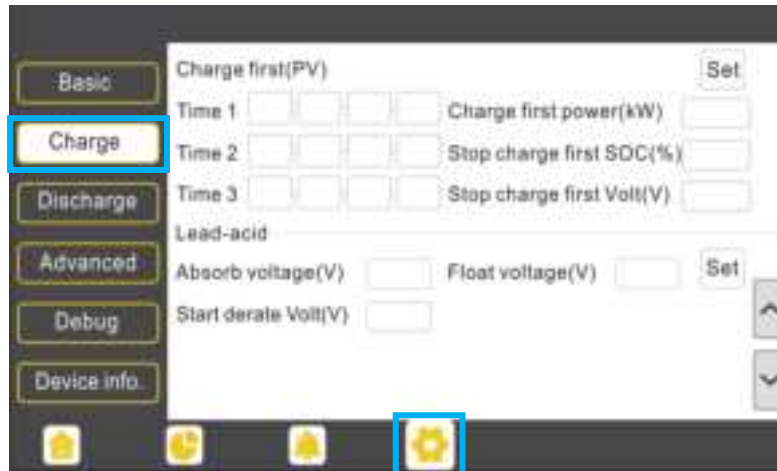 Basic
Charge
Discharge
Advanced
Debug
Device info.
Charge first(PV) Set
Time 1 Charge first power(kW)
Time 2 Stop charge first SOC(%)
Time 3 Stop charge first Volt(V)
Lead-acid
Absorb voltage(V) Float voltage(V) Set
Start derate Volt(V)